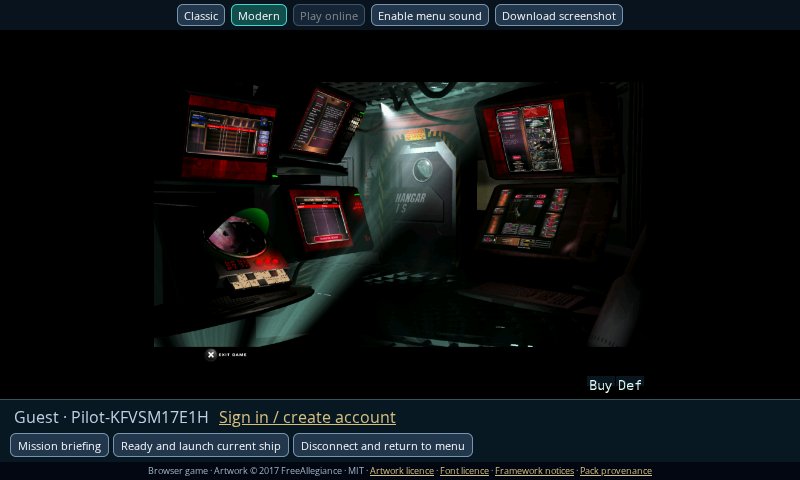 Classic Modern Play online Enable menu sound Download screenshot
HANGAR
EXIT GAME
Buy Def
Guest · Pilot-KFVSM17E1H Sign in / create account
Mission briefing Ready and launch current ship Disconnect and return to menu
Browser game · Artwork © 2017 FreeAllegiance · MIT · Artwork licence · Font licence · Framework notices · Pack provenance